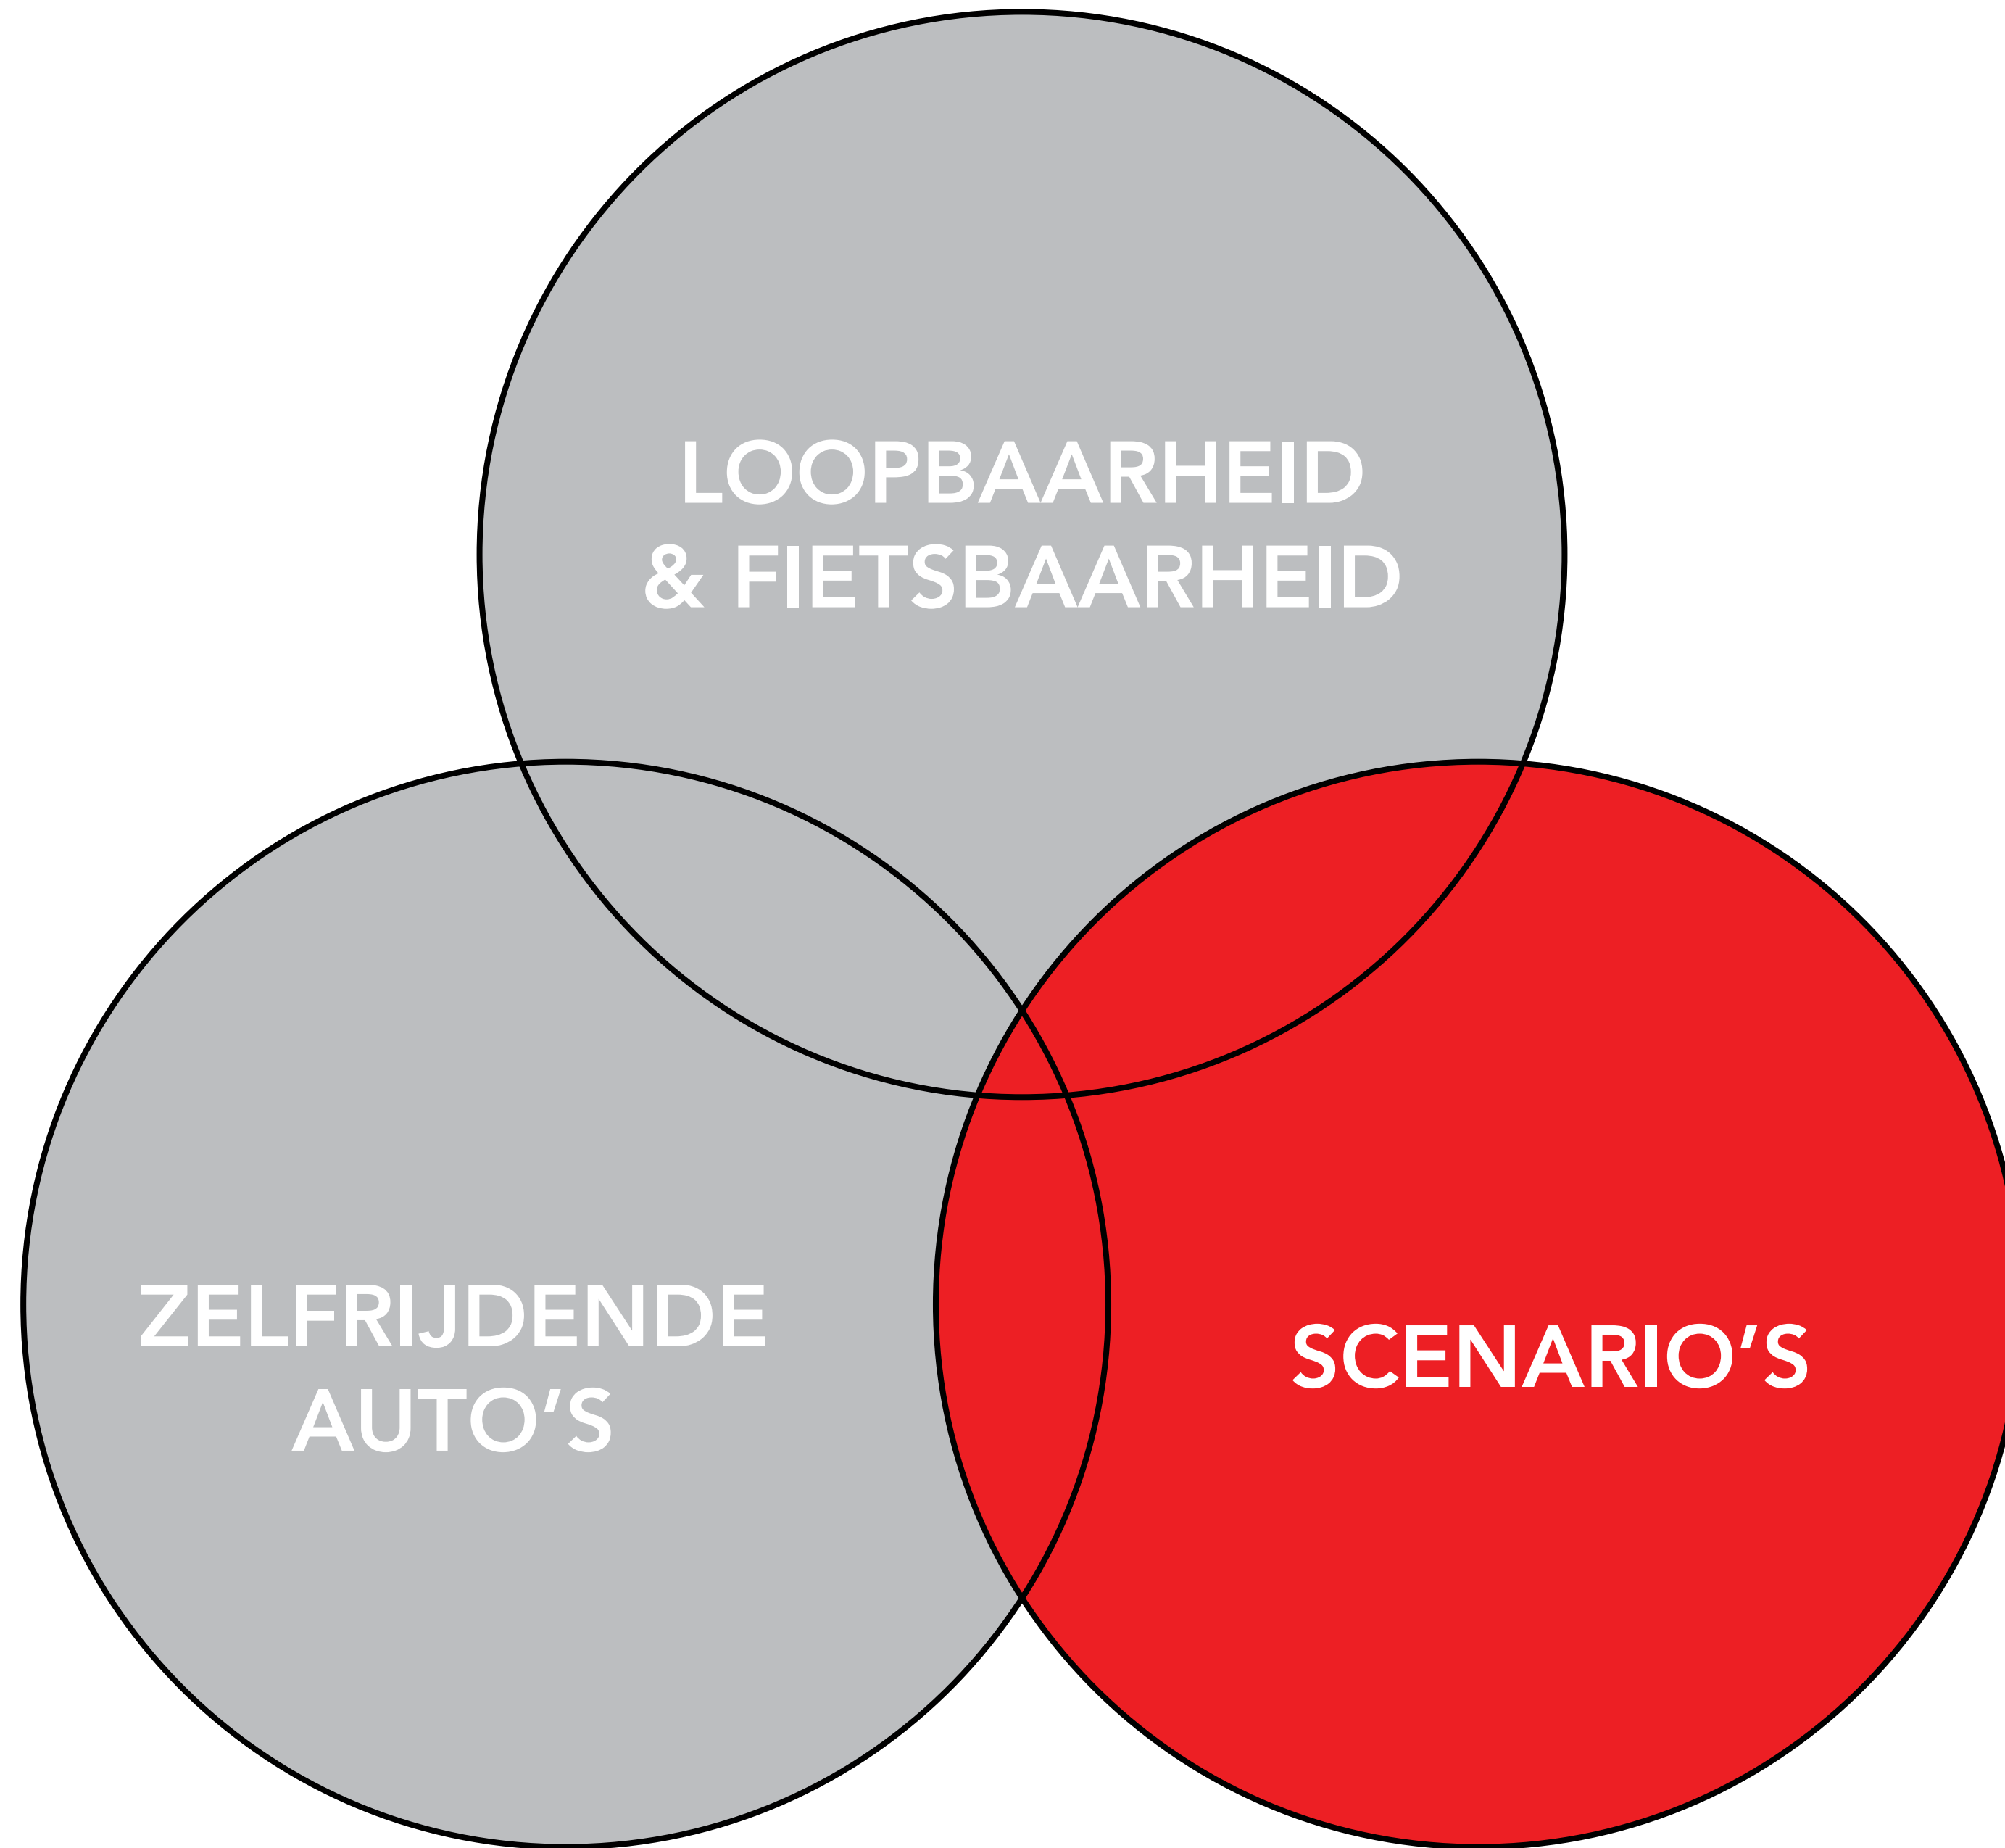 LOOPBAARHEID
& FIETSBAARHEID
ZELFRIJDENDE
AUTO'S
SCENARIO'S